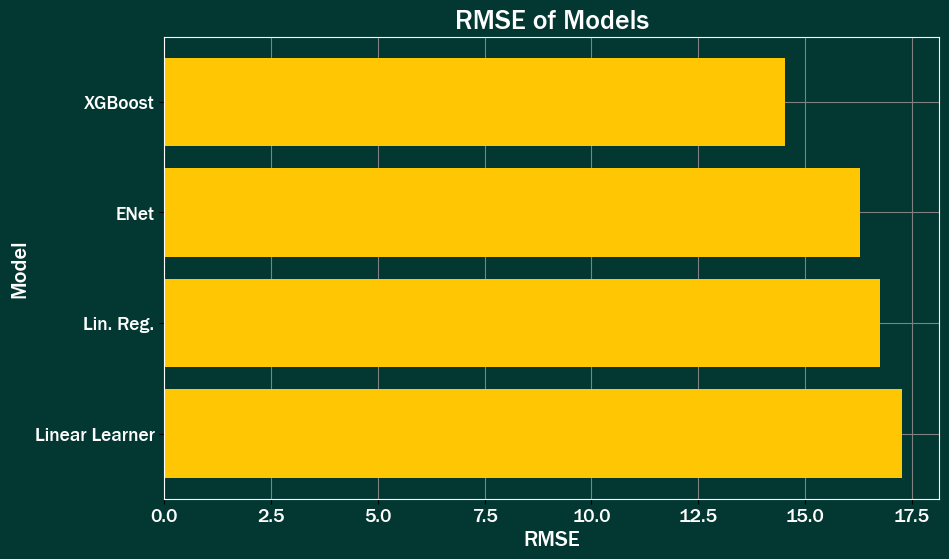 RMSE of Models
XGBoost
ENet
Lin. Reg.
Linear Learner
Model
0.0 2.5 5.0 7.5 10.0 12.5 15.0 17.5
RMSE